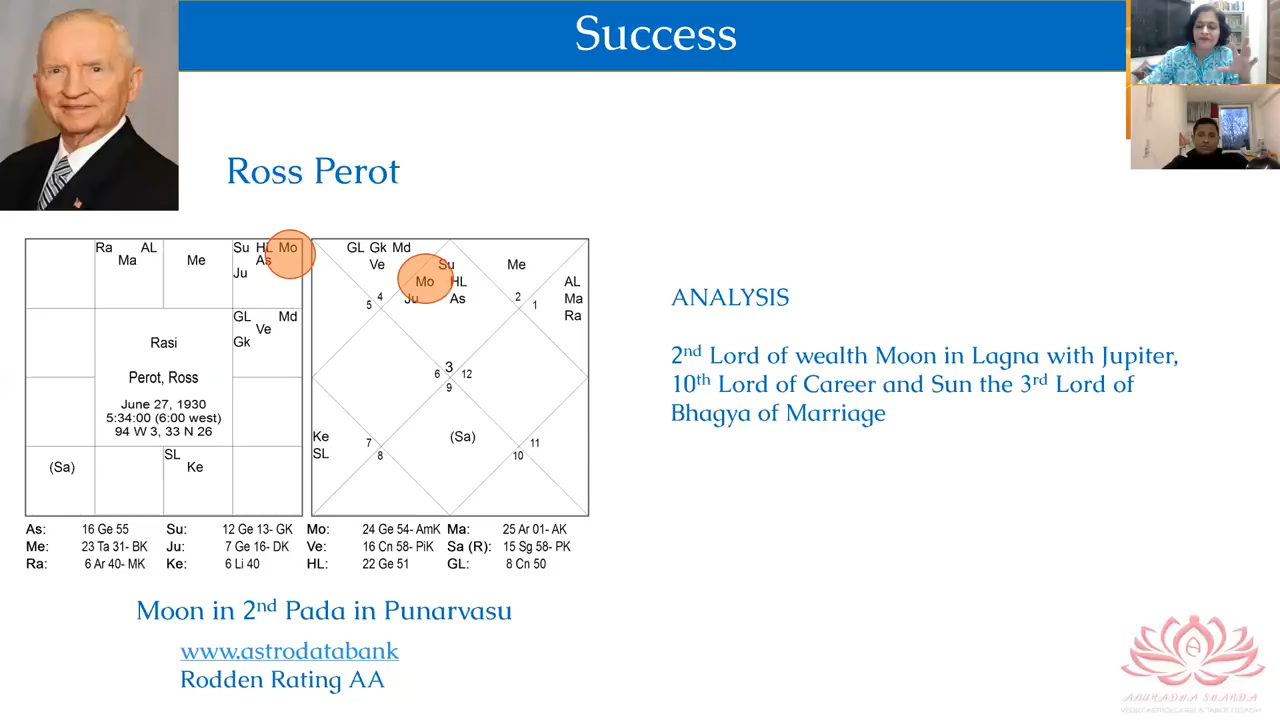 Success
Ross Perot
Ra AL
Ma
Me
Su HL Mo
As
Ju
GL Md
Ve
Gk
Rasi
Perot, Ross
June 27, 1930
5:34:00 (6:00 west)
94 W 3, 33 N 26
(Sa)
SL
Ke
GL Gk Md
Ve
Su
Mo HL
Ju As
Me
AL
Ma
Ra
5 4
2 1
3
6 12
9
Ke
SL
7
8
(Sa)
11
10
As: 16 Ge 55 Su: 12 Ge 13- GK Mo: 24 Ge 54- AmK Ma: 25 Ar 01- AK
Me: 23 Ta 31- BK Ju: 7 Ge 16- DK Ve: 16 Cn 58- PiK Sa (R): 15 Sg 58- PK
Ra: 6 Ar 40- MK Ke: 6 Li 40 HL: 22 Ge 51 GL: 8 Cn 50
Moon in 2nd Pada in Punarvasu
www.astrodatabank
Rodden Rating AA
ANALYSIS
2nd Lord of wealth Moon in Lagna with Jupiter,
10th Lord of Career and Sun the 3rd Lord of
Bhagya of Marriage
ANURADHA SHARDA
VEDIC ASTROLOGER & TAROT COACH